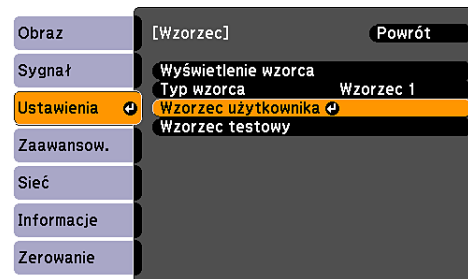 Obraz
Sygnał
Ustawienia
Zaawansow.
Sieć
Informacje
Zerowanie
[Wzorzec] Powrót
Wyświetlenie wzorca
Typ wzorca Wzorzec 1
Wzorzec użytkownika
Wzorzec testowy